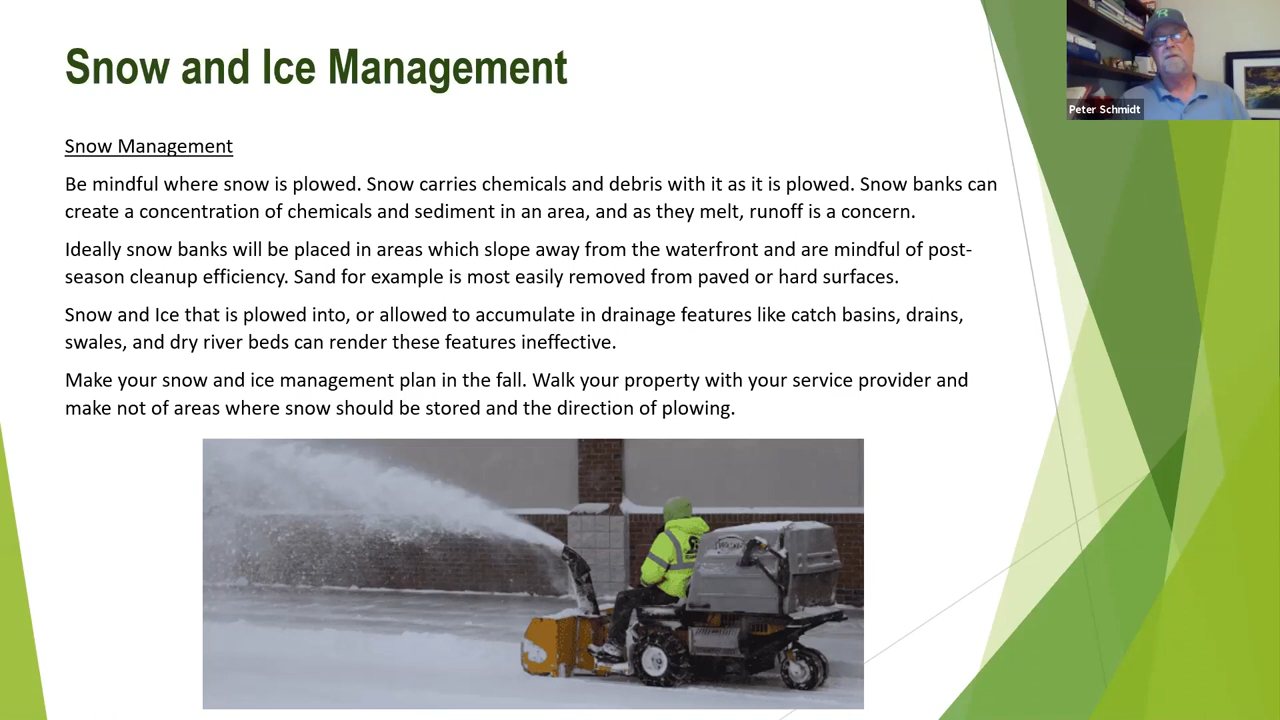 Snow and Ice Management
Peter Schmidt
Snow Management
Be mindful where snow is plowed. Snow carries chemicals and debris with it as it is plowed. Snow banks can
create a concentration of chemicals and sediment in an area, and as they melt, runoff is a concern.
Ideally snow banks will be placed in areas which slope away from the waterfront and are mindful of post-
season cleanup efficiency. Sand for example is most easily removed from paved or hard surfaces.
Snow and Ice that is plowed into, or allowed to accumulate in drainage features like catch basins, drains,
swales, and dry river beds can render these features ineffective.
Make your snow and ice management plan in the fall. Walk your property with your service provider and
make not of areas where snow should be stored and the direction of plowing.